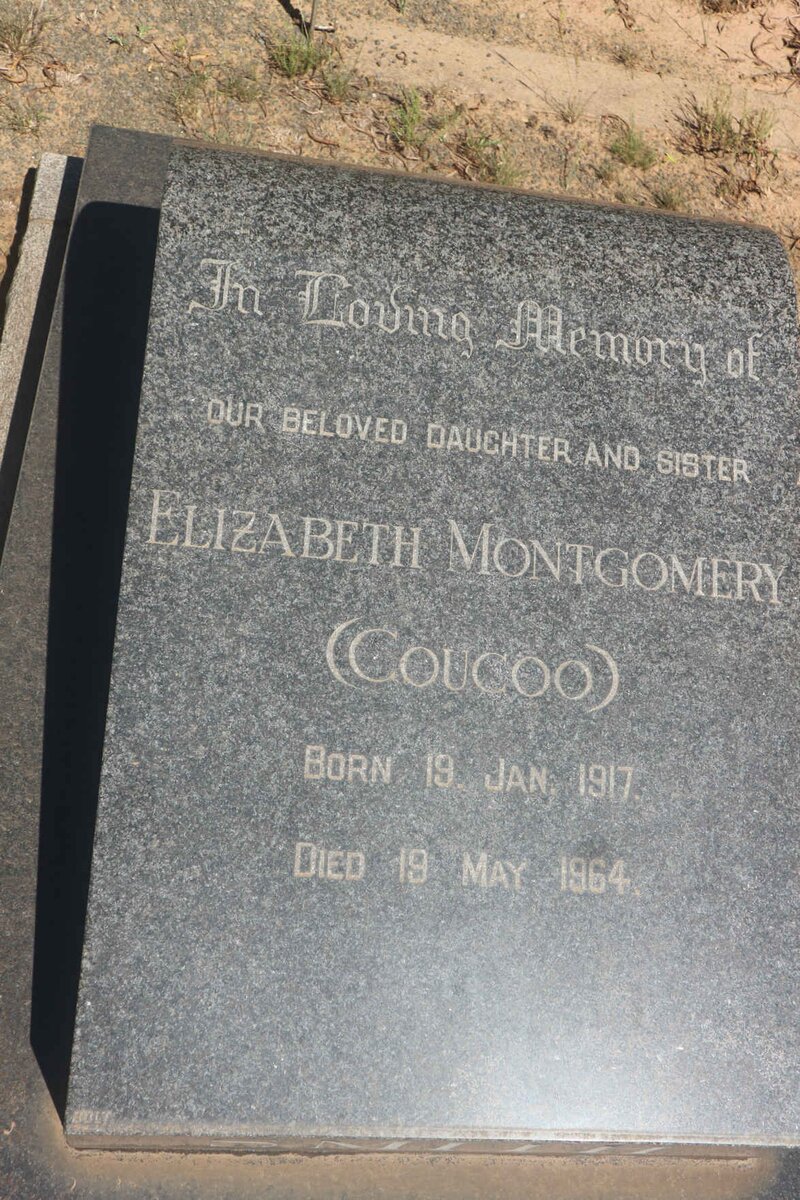 In Loving Memory of
OUR BELOVED DAUGHTER AND SISTER
ELIZABETH MONTGOMERY
(COUCOO)
BORN 19. JAN. 1917.
DIED 19 MAY 1964.